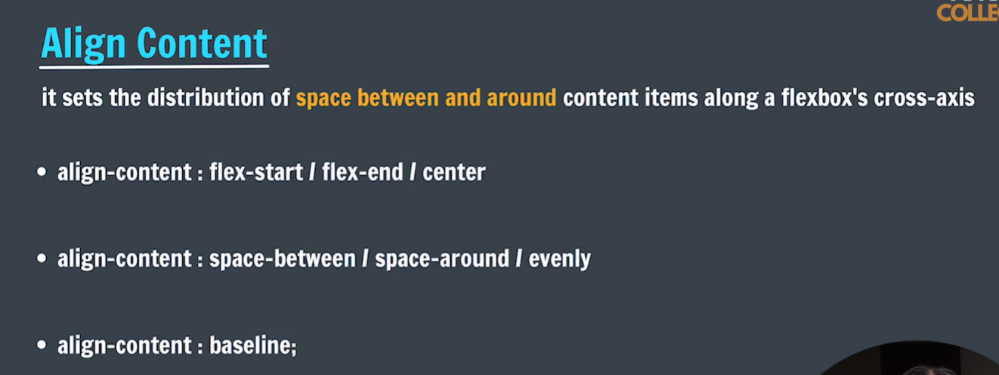 Align Content
it sets the distribution of space between and around content items along a flexbox's cross-axis
• align-content : flex-start / flex-end / center
• align-content : space-between / space-around / evenly
• align-content : baseline;